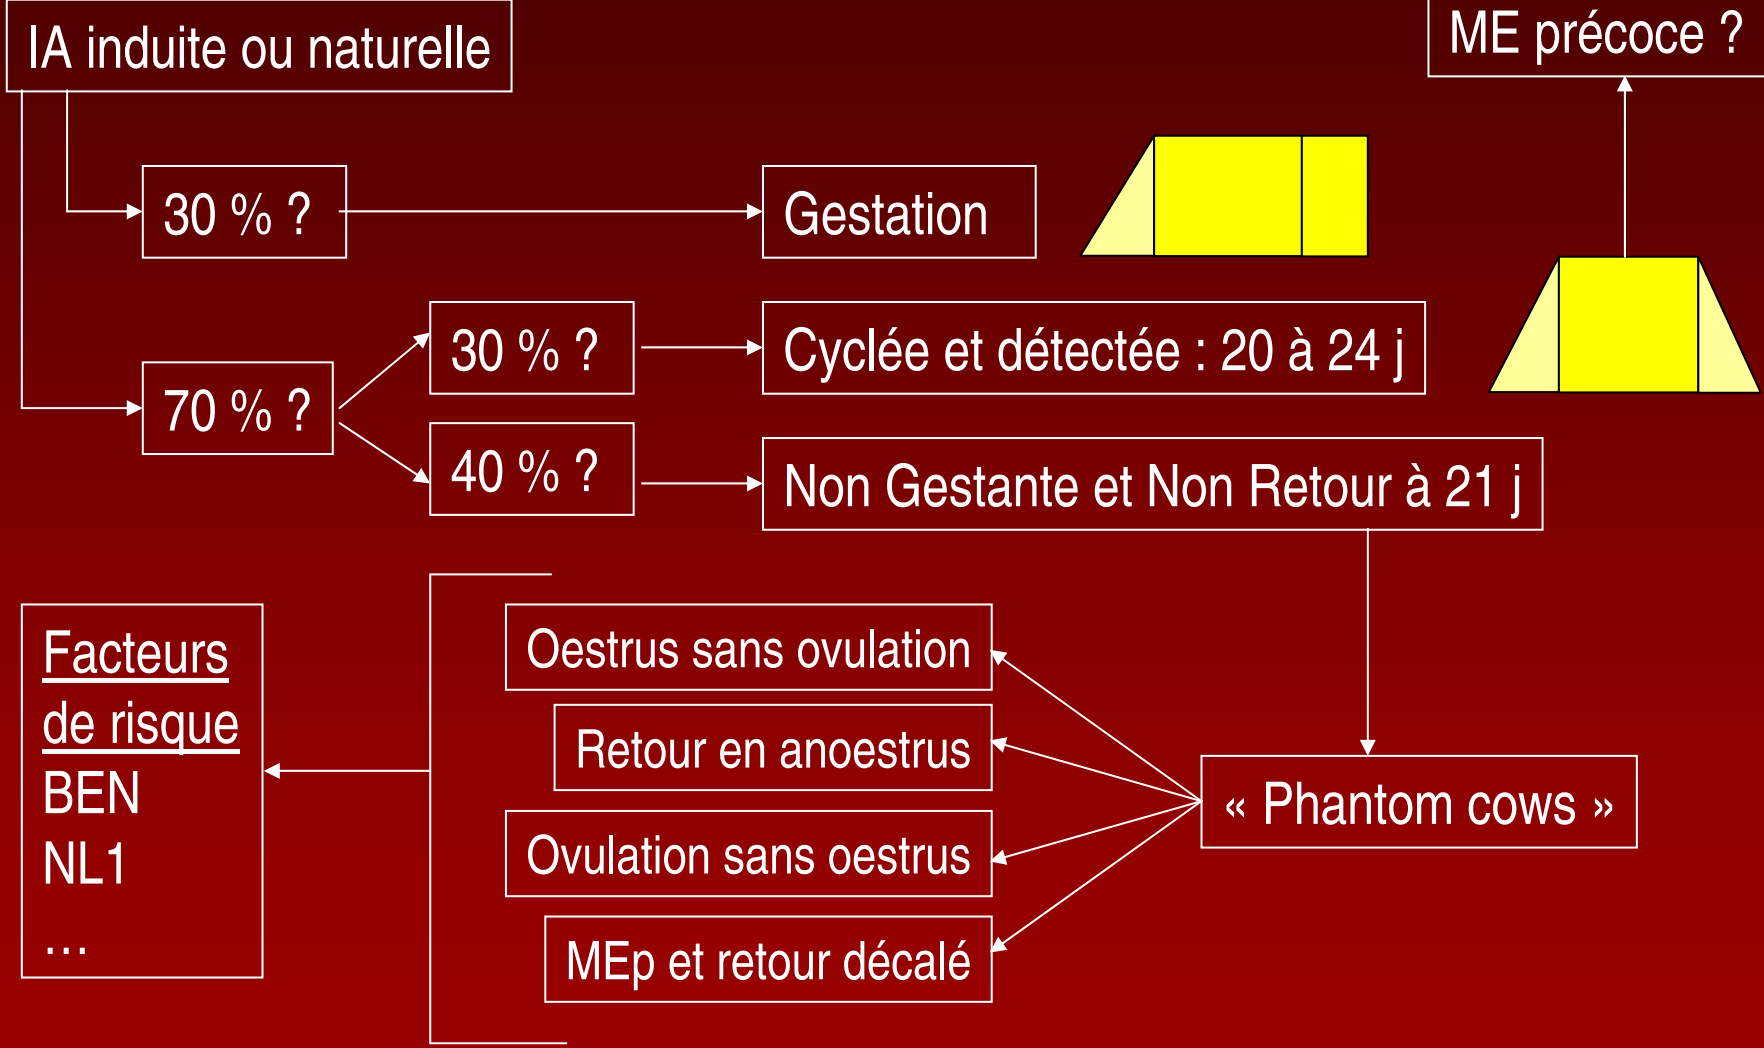 IA induite ou naturelle
ME précoce ?
30 % ?
Gestation
30 % ?
Cyclée et détectée : 20 à 24 j
70 % ?
40 % ?
Non Gestante et Non Retour à 21 j
Facteurs
de risque
BEN
NL1
…
Oestrus sans ovulation
Retour en anoestrus
Ovulation sans oestrus
MEp et retour décalé
« Phantom cows »